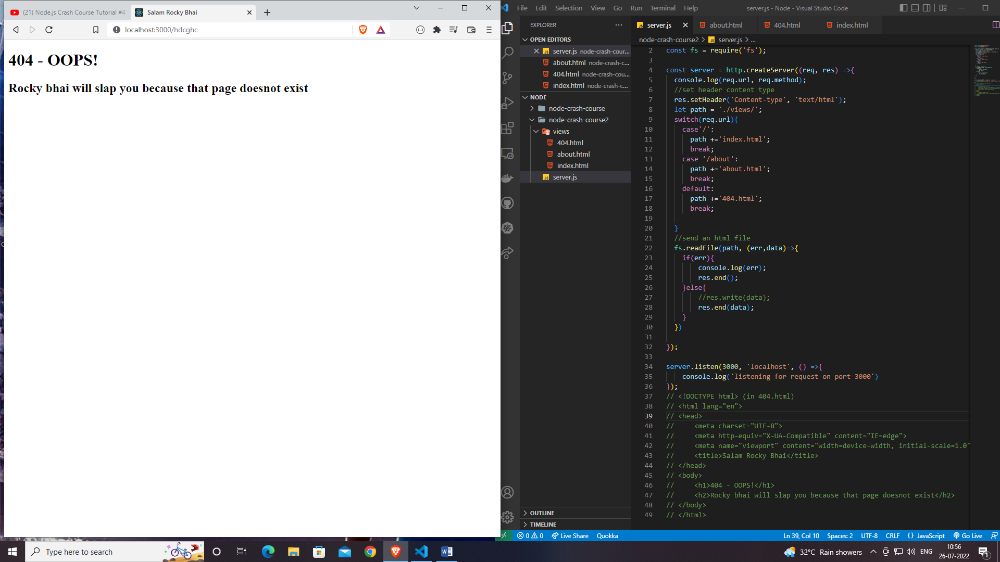 (21) Node.js Crash Course Tutorial #4
Salam Rocky Bhai
localhost:3000/hdcghc
404 - OOPS!
Rocky bhai will slap you because that page doesnot exist
File Edit Selection View Go Run Terminal Help
server.js - Node - Visual Studio Code
EXPLORER
OPEN EDITORS
server.js node-crash-cour...
about.html node-crash-c...
404.html node-crash-cou...
index.html node-crash-c...
NODE
node-crash-course
node-crash-course2
views
404.html
about.html
index.html
server.js
OUTLINE
TIMELINE
server.js about.html 404.html index.html
node-crash-course2 > server.js > ...
2 const fs = require('fs');
3
4 const server = http.createServer((req, res) =>{
5 console.log(req.url, req.method);
6 //set header content type
7 res.setHeader('Content-type', 'text/html');
8 let path = './views/';
9 switch(req.url){
10 case'/':
11 path +='index.html';
12 break;
13 case '/about':
14 path +='about.html';
15 break;
16 default:
17 path +='404.html';
18 break;
19
20 }
21 //send an html file
22 fs.readFile(path, (err,data)=>{
23 if(err){
24 console.log(err);
25 res.end();
26 }else{
27 //res.write(data);
28 res.end(data);
29 }
30 })
31
32 });
33
34 server.listen(3000, 'localhost', () =>{
35 console.log('listening for request on port 3000')
36 });
37 // <!DOCTYPE html> (in 404.html)
38 // <html lang="en">
39 // <head>
40 // <meta charset="UTF-8">
41 // <meta http-equiv="X-UA-Compatible" content="IE=edge">
42 // <meta name="viewport" content="width=device-width, initial-scale=1.0"
43 // <title>Salam Rocky Bhai</title>
44 // </head>
45 // <body>
46 // <h1>404 - OOPS!</h1>
47 // <h2>Rocky bhai will slap you because that page doesnot exist</h2>
48 // </body>
49 // </html>
0 0 Live Share Quokka
Ln 39, Col 10 Spaces: 2 UTF-8 CRLF {} JavaScript Go Live
Type here to search
32°C Rain showers ENG
10:56
26-07-2022
1